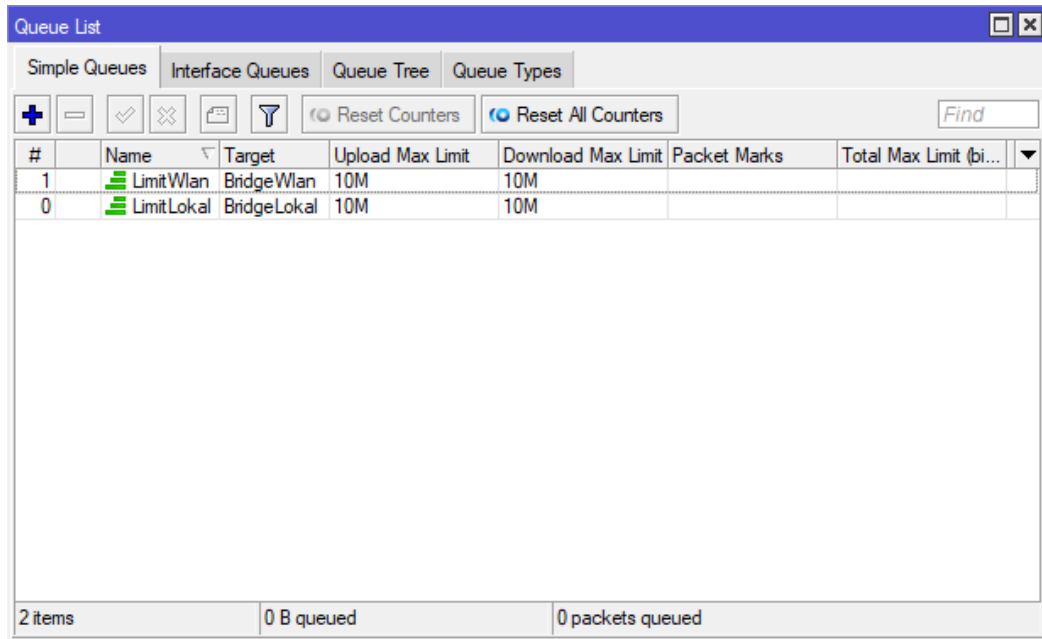 Queue List
Simple Queues Interface Queues Queue Tree Queue Types
Reset Counters Reset All Counters Find
# Name Target Upload Max Limit Download Max Limit Packet Marks Total Max Limit (bi...
1 LimitWlan BridgeWlan 10M 10M
0 LimitLokal BridgeLokal 10M 10M
2 items 0 B queued 0 packets queued